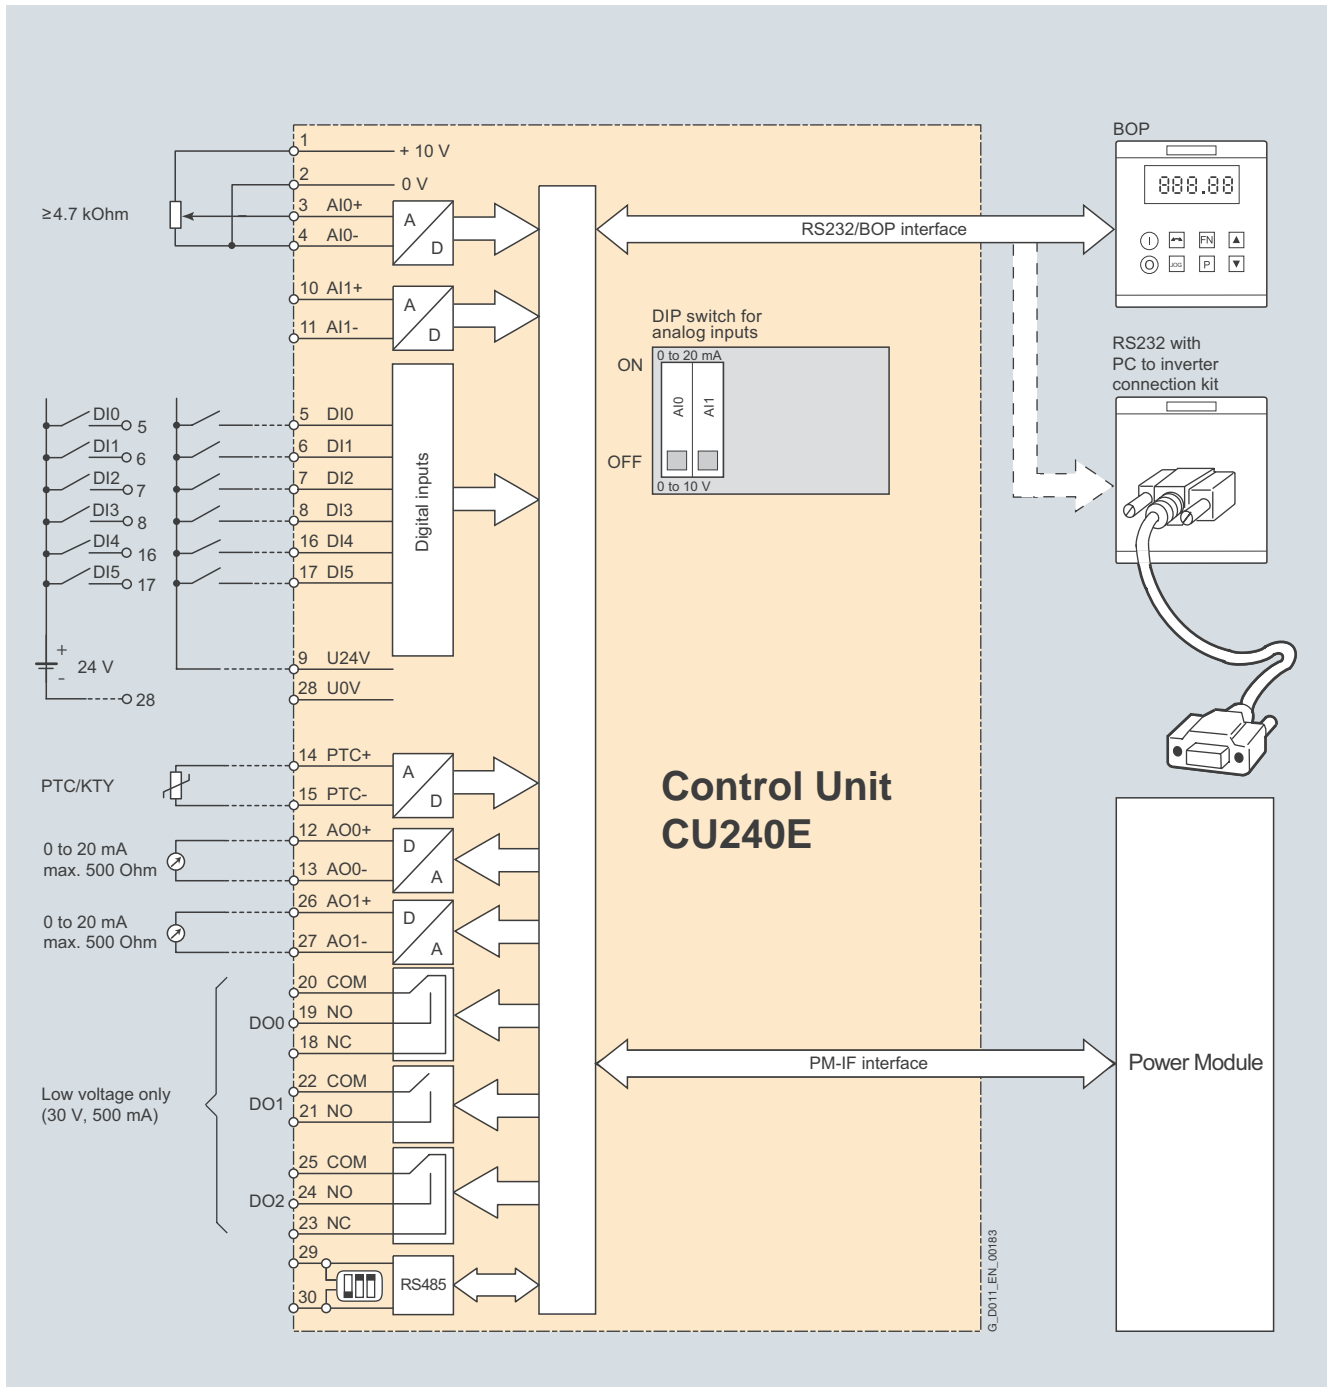 BOP
888.88
FN
JOG
P
1
+ 10 V
2
0 V
≥4.7 kOhm
3 AI0+
4 AI0-
A
D
RS232/BOP interface
10 AI1+
11 AI1-
A
D
DIP switch for
analog inputs
ON
0 to 20 mA
AI0
AI1
OFF
0 to 10 V
RS232 with
PC to inverter
connection kit
DI0 5
DI1 6
DI2 7
DI3 8
DI4 16
DI5 17
5 DI0
6 DI1
7 DI2
8 DI3
16 DI4
17 DI5
Digital inputs
+
24 V
-
28
9 U24V
28 U0V
PTC/KTY
14 PTC+
15 PTC-
A
D
Control Unit
CU240E
0 to 20 mA
max. 500 Ohm
12 AO0+
13 AO0-
D
A
0 to 20 mA
max. 500 Ohm
26 AO1+
27 AO1-
D
A
Low voltage only
(30 V, 500 mA)
DO0
20 COM
19 NO
18 NC
DO1
22 COM
21 NO
DO2
25 COM
24 NO
23 NC
PM-IF interface
Power Module
29
30
RS485
G_D011_EN_00183